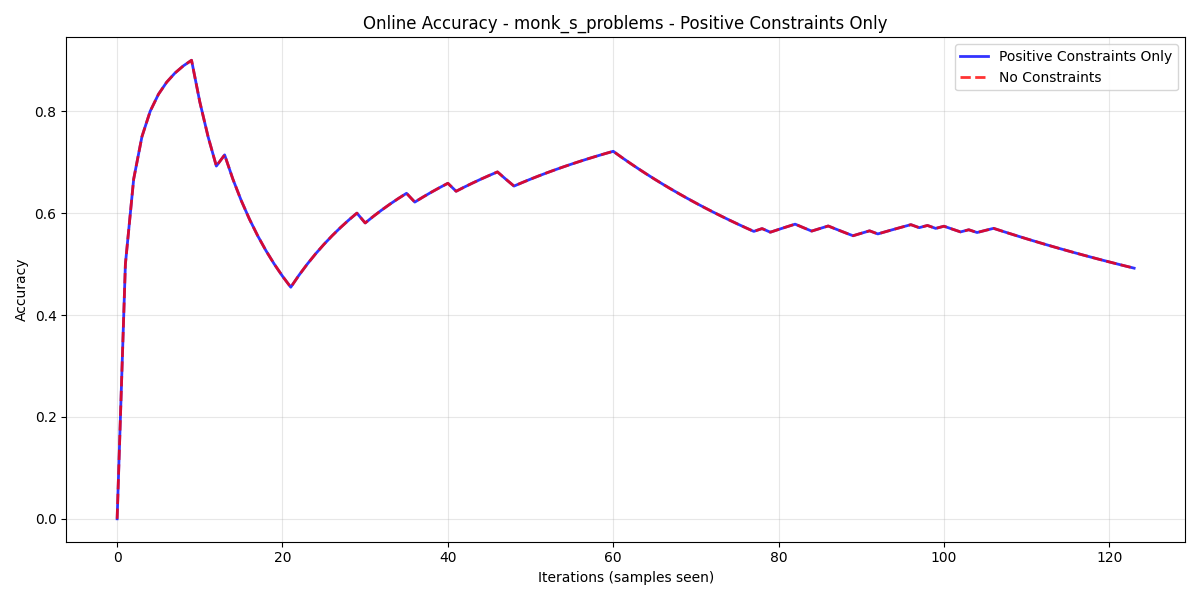 Online Accuracy - monk_s_problems - Positive Constraints Only
Positive Constraints Only
No Constraints
Accuracy
0.8
0.6
0.4
0.2
0.0
0 20 40 60 80 100 120
Iterations (samples seen)